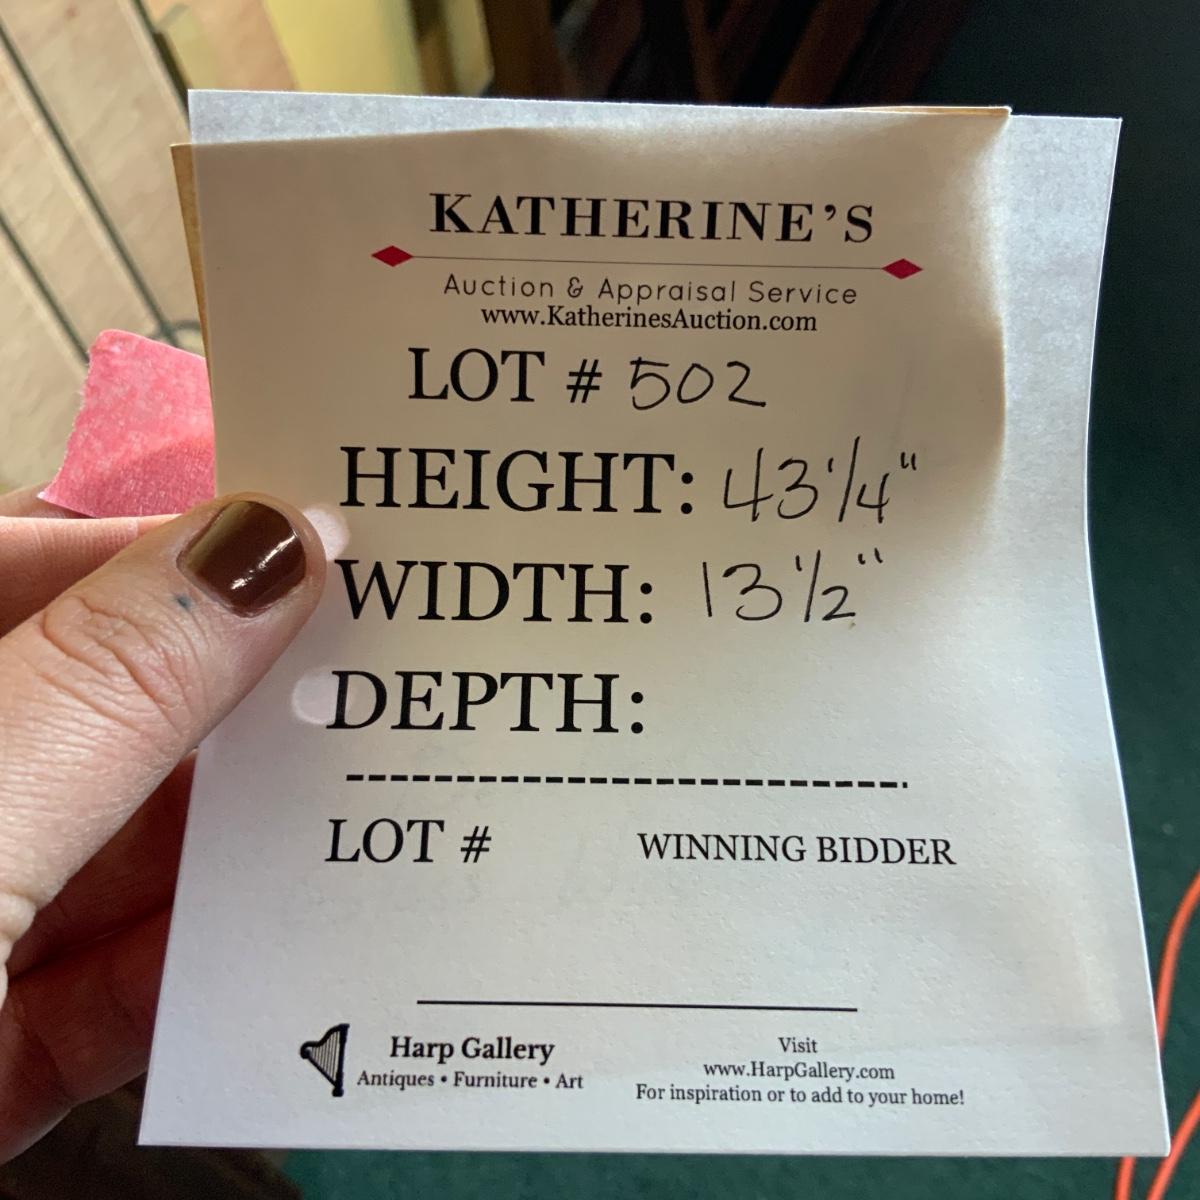 KATHERINE'S
Auction & Appraisal Service
www.KatherinesAuction.com
LOT # 502
HEIGHT: 43 1/4"
WIDTH: 13 1/2"
DEPTH:
LOT # WINNING BIDDER
Harp Gallery
Antiques • Furniture • Art
Visit
www.HarpGallery.com
For inspiration or to add to your home!